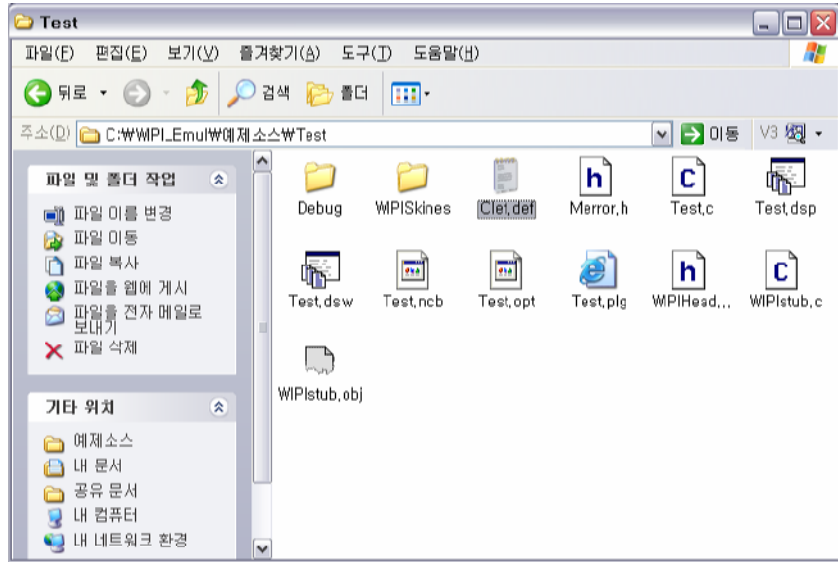 Test
파일(F) 편집(E) 보기(V) 즐겨찾기(A) 도구(T) 도움말(H)
뒤로 검색 폴더
주소(D) C:₩WIPI_Emul₩예제소스₩Test 이동 V3
파일 및 폴더 작업
파일 이름 변경
파일 이동
파일 복사
파일을 웹에 게시
파일을 전자 메일로
보내기
파일 삭제
기타 위치
예제소스
내 문서
공유 문서
내 컴퓨터
내 네트워크 환경
Debug WIPISkines Clet.def Merror.h Test.c Test.dsp
Test.dsw Test.ncb Test.opt Test.plg WIPIHead... WIPIstub.c
WIPIstub.obj